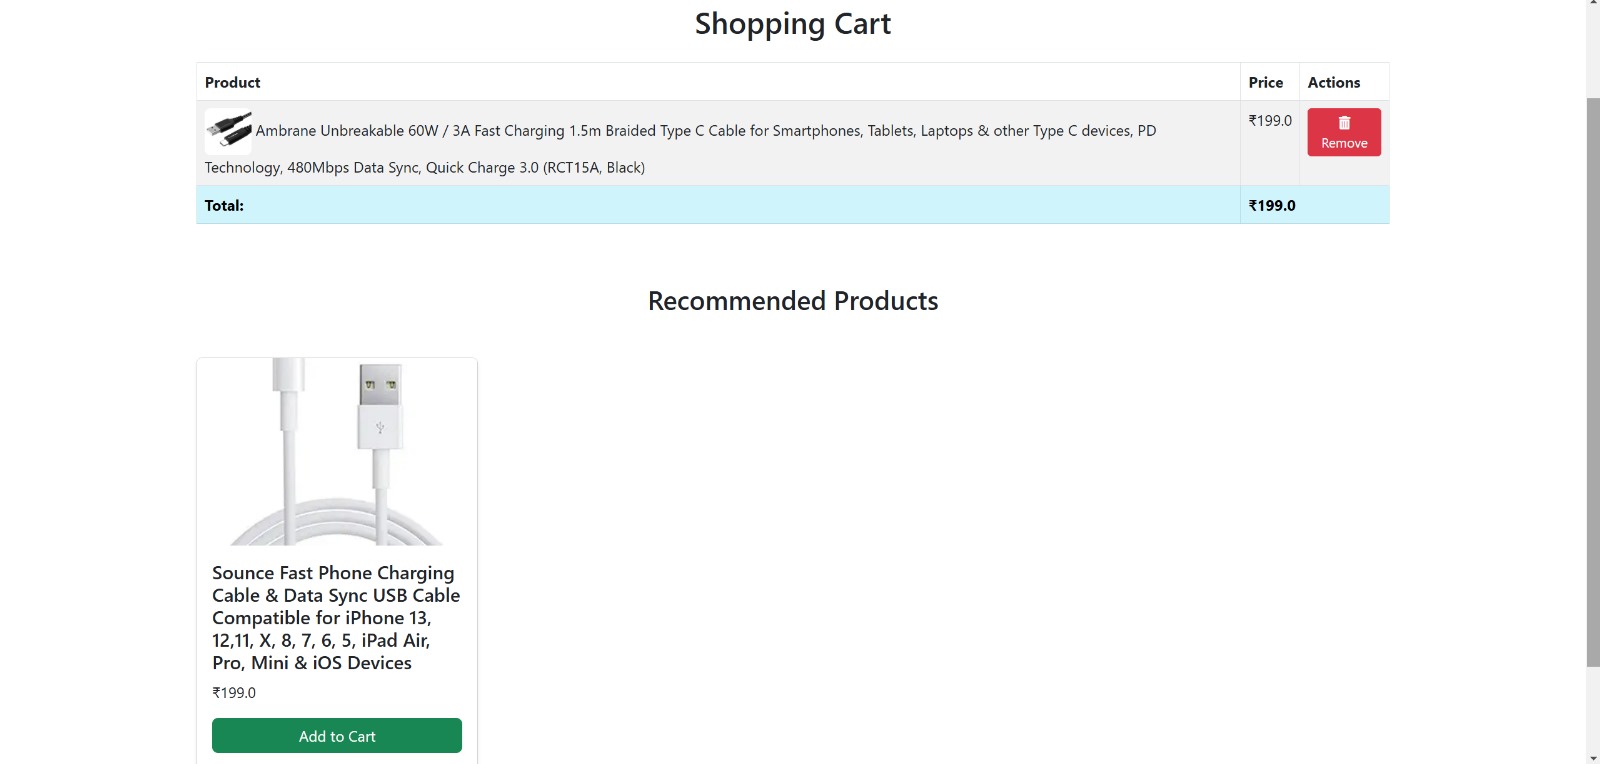 Shopping Cart
Product Price Actions
Ambrane Unbreakable 60W / 3A Fast Charging 1.5m Braided Type C Cable for Smartphones, Tablets, Laptops & other Type C devices, PD
Technology, 480Mbps Data Sync, Quick Charge 3.0 (RCT15A, Black)
₹199.0
Remove
Total: ₹199.0
Recommended Products
Sounce Fast Phone Charging
Cable & Data Sync USB Cable
Compatible for iPhone 13,
12,11, X, 8, 7, 6, 5, iPad Air,
Pro, Mini & iOS Devices
₹199.0
Add to Cart